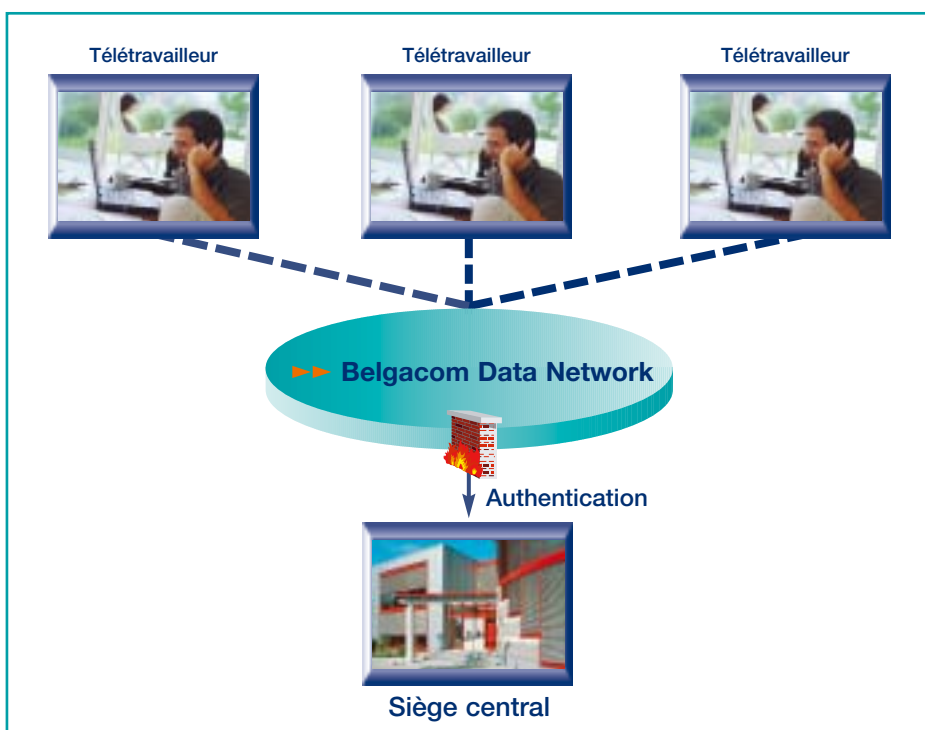 Télétravailleur Télétravailleur Télétravailleur
Belgacom Data Network
Authentication
Siège central